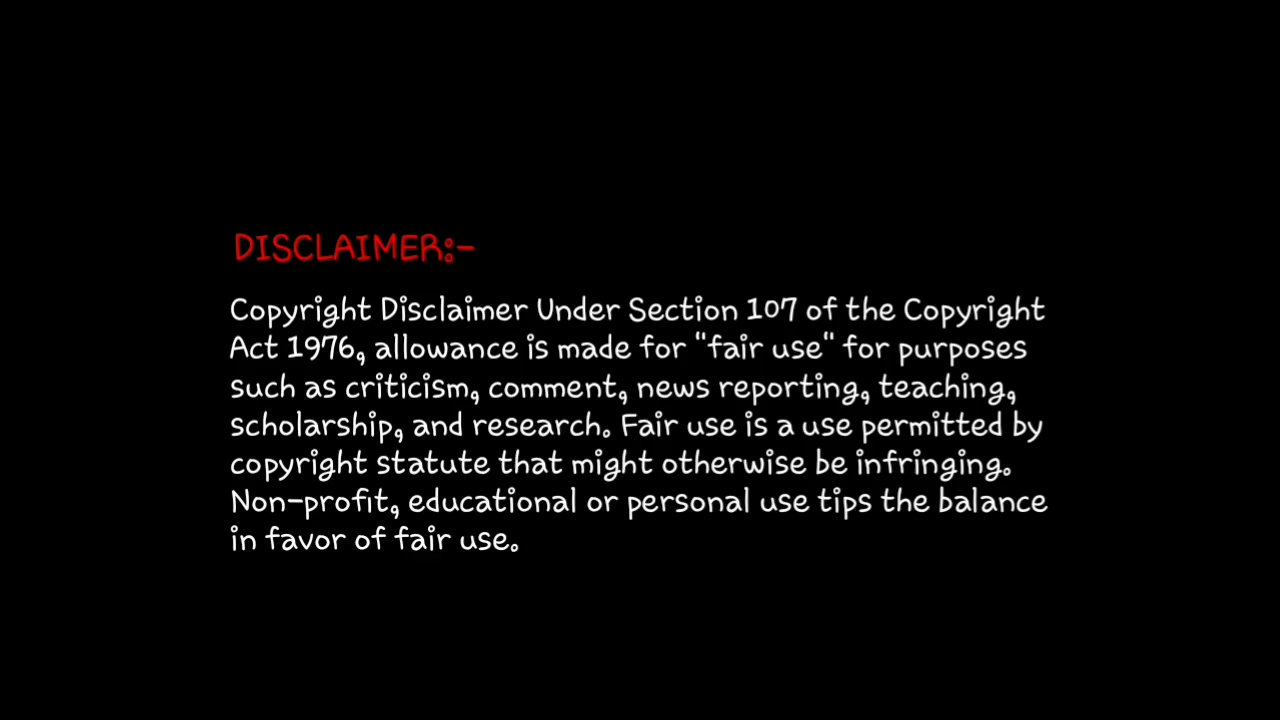 DISCLAIMER:-
Copyright Disclaimer Under Section 107 of the Copyright
Act 1976, allowance is made for "fair use" for purposes
such as criticism, comment, news reporting, teaching,
scholarship, and research. Fair use is a use permitted by
copyright statute that might otherwise be infringing.
Non-profit, educational or personal use tips the balance
in favor of fair use.